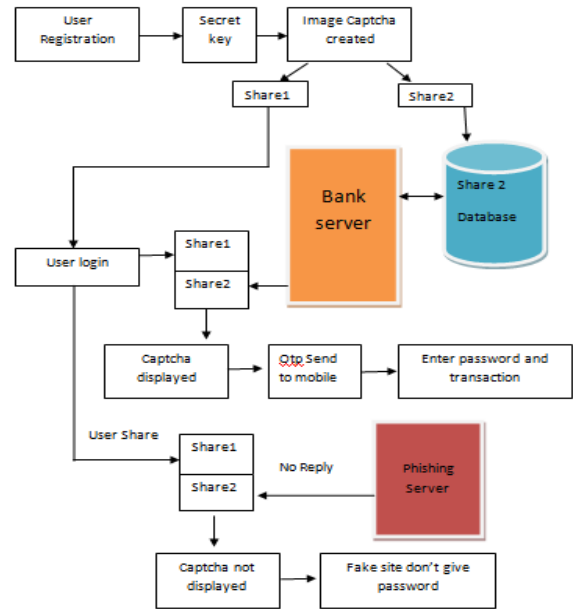 User
Registration
Secret
key
Image Captcha
created
Share1
Share2
Bank
server
Share 2
Database
User login
Share1
Share2
Captcha
displayed
Otp Send
to mobile
Enter password and
transaction
User Share
Share1
Share2
No Reply
Phishing
Server
Captcha not
displayed
Fake site don't give
password